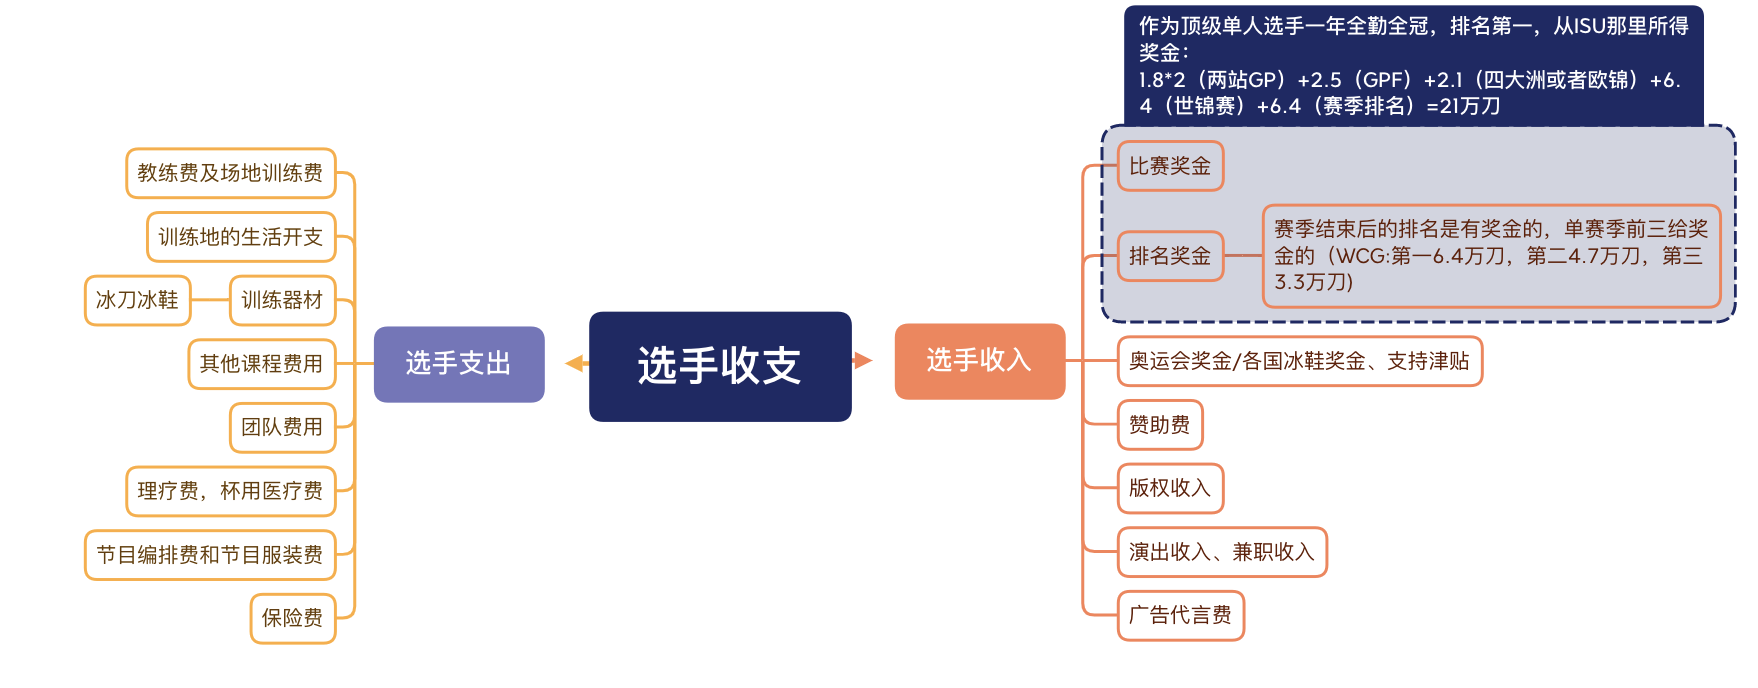 作为顶级单人选手一年全勤全冠，排名第一，从ISU那里所得
奖金：
1.8*2（两站GP）+2.5（GPF）+2.1（四大洲或者欧锦）+6.
4（世锦赛）+6.4（赛季排名）=21万刀
教练费及场地训练费
训练地的生活开支
冰刀冰鞋
训练器材
其他课程费用
团队费用
理疗费，杯用医疗费
节目编排费和节目服装费
保险费
选手支出
选手收支
选手收入
比赛奖金
排名奖金
赛季结束后的排名是有奖金的，单赛季前三给奖
金的（WCG:第一6.4万刀，第二4.7万刀，第三
3.3万刀)
奥运会奖金/各国冰鞋奖金、支持津贴
赞助费
版权收入
演出收入、兼职收入
广告代言费